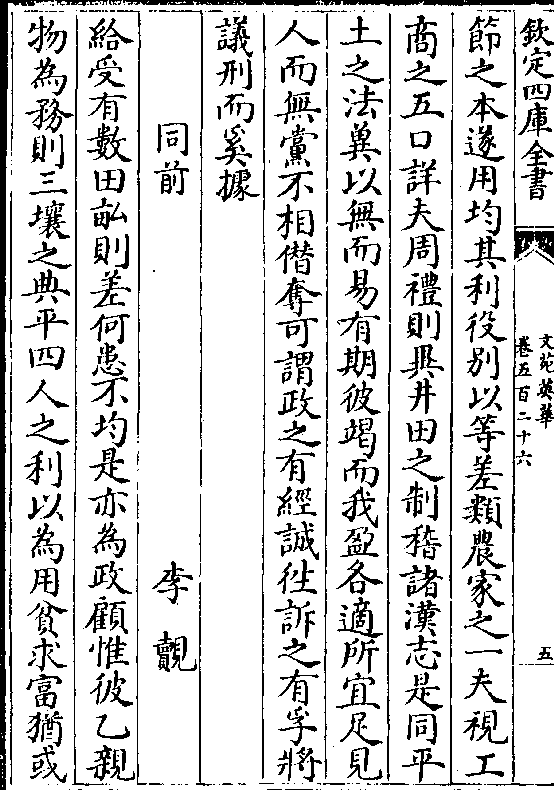 欽定四庫全書
文苑英華
卷五百二十六
五
節之本遂用均其利役別以等差類農家之一夫視工
商之五口詳夫周禮則異井田之制稽諸漢志是同平
土之法冀以無而易有期彼竭而我盈各適所宜足見
人而無黨不相僭奪可謂政之有經誠徃訴之有孚將
議刑而奚據
同前
李覿
給受有數田畝則差何患不均是亦為政顧惟彼乙親
物為務則三壤之典平四人之利以為用貧求富猶或